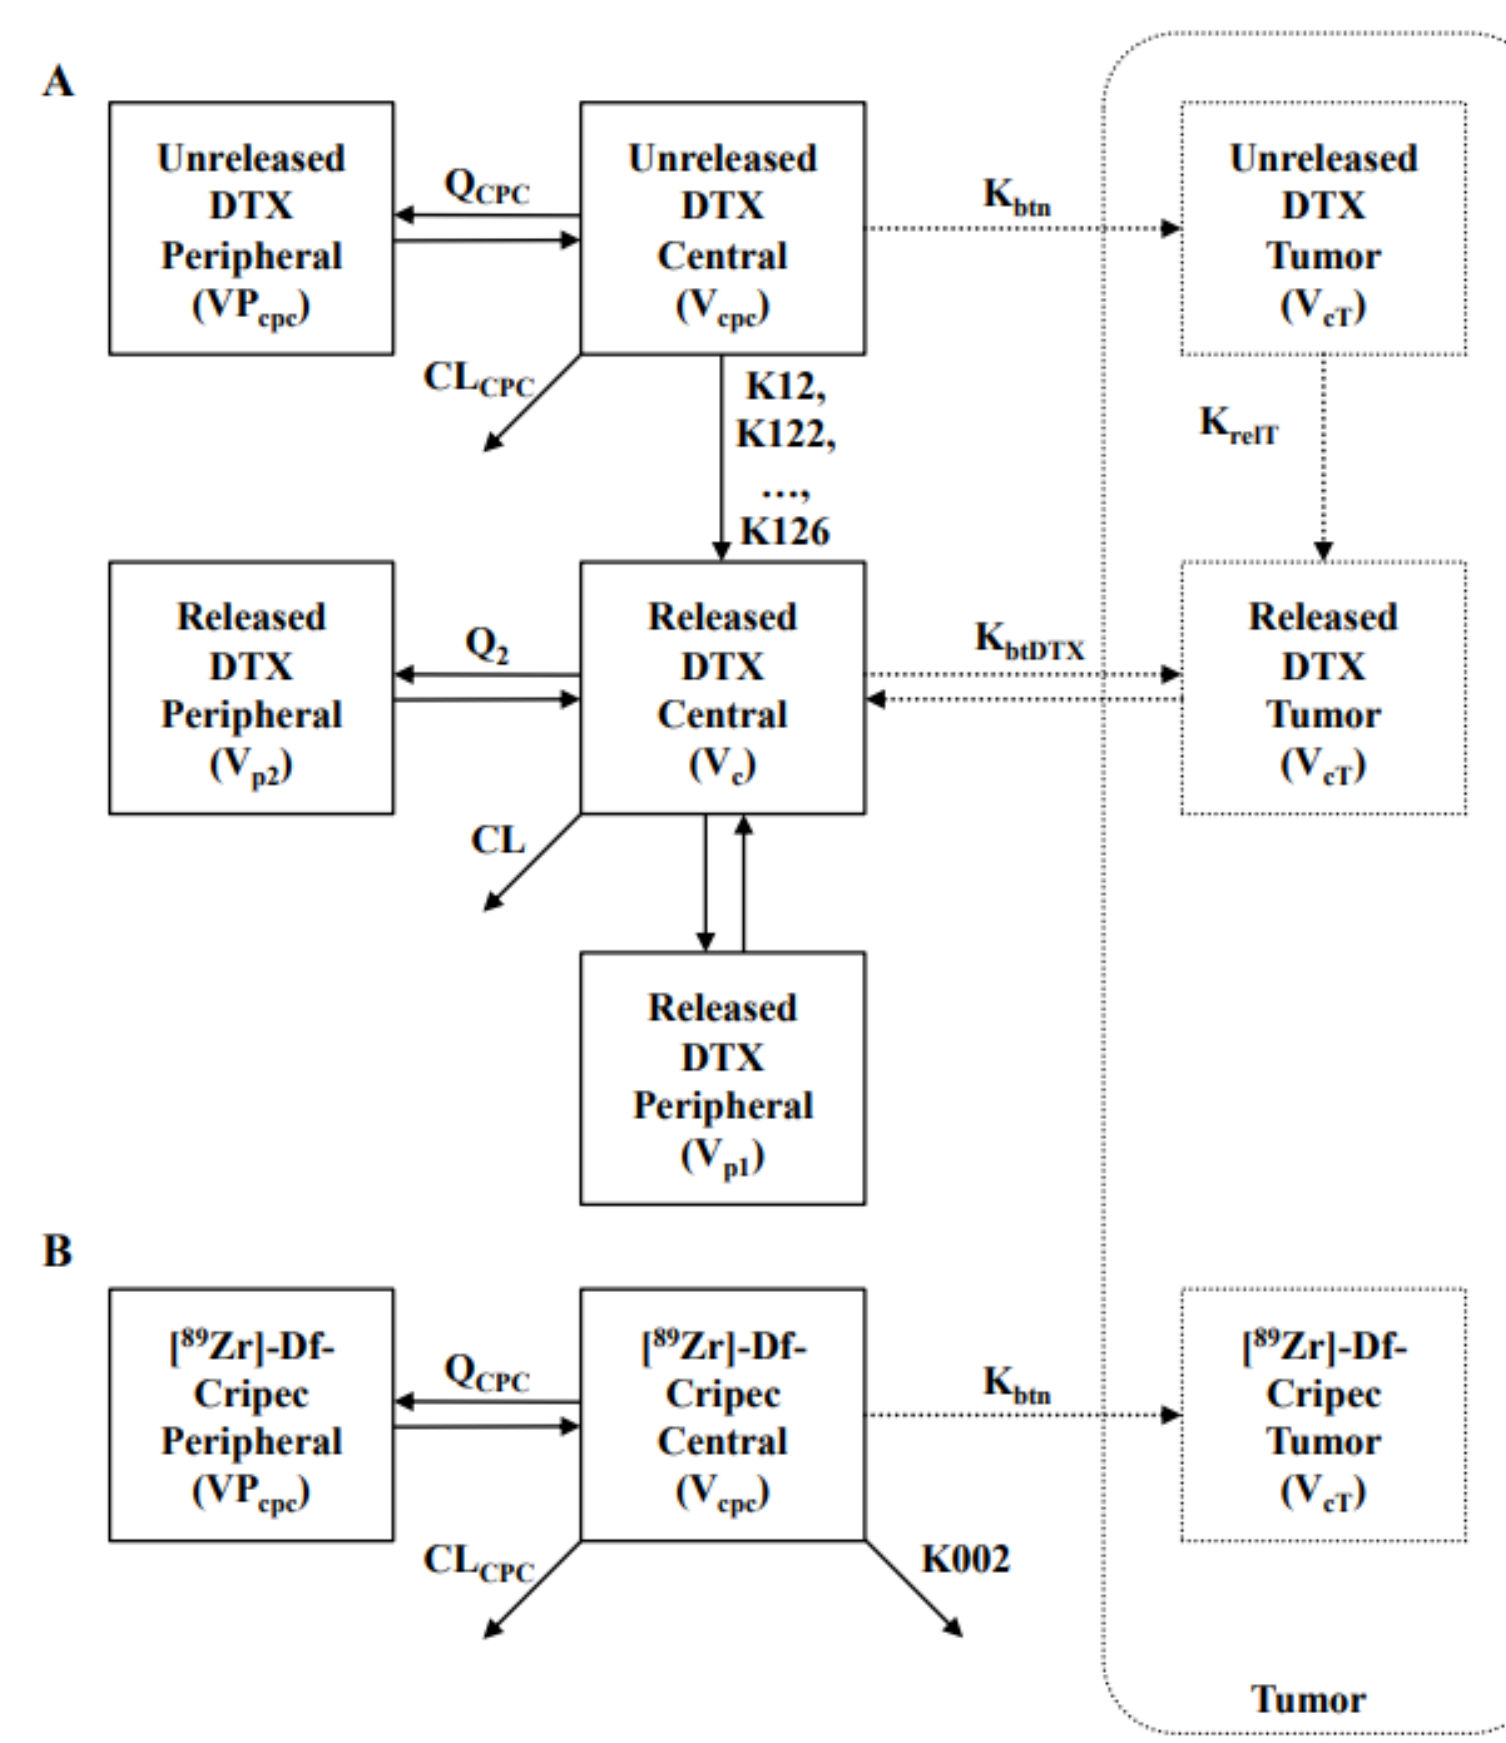 A
Unreleased
DTX
Peripheral
(VPcpc)
QCPC
Unreleased
DTX
Central
(Vcpc)
Kbtn
Unreleased
DTX
Tumor
(VcT)
CLCPC
K12,
K122,
...,
K126
KrelT
Released
DTX
Peripheral
(Vp2)
Q2
Released
DTX
Central
(Vc)
KbtDTX
Released
DTX
Tumor
(VcT)
CL
Released
DTX
Peripheral
(Vp1)
B
[89Zr]-Df-
Cripec
Peripheral
(VPcpc)
QCPC
[89Zr]-Df-
Cripec
Central
(Vcpc)
Kbtn
[89Zr]-Df-
Cripec
Tumor
(VcT)
CLCPC
K002
Tumor